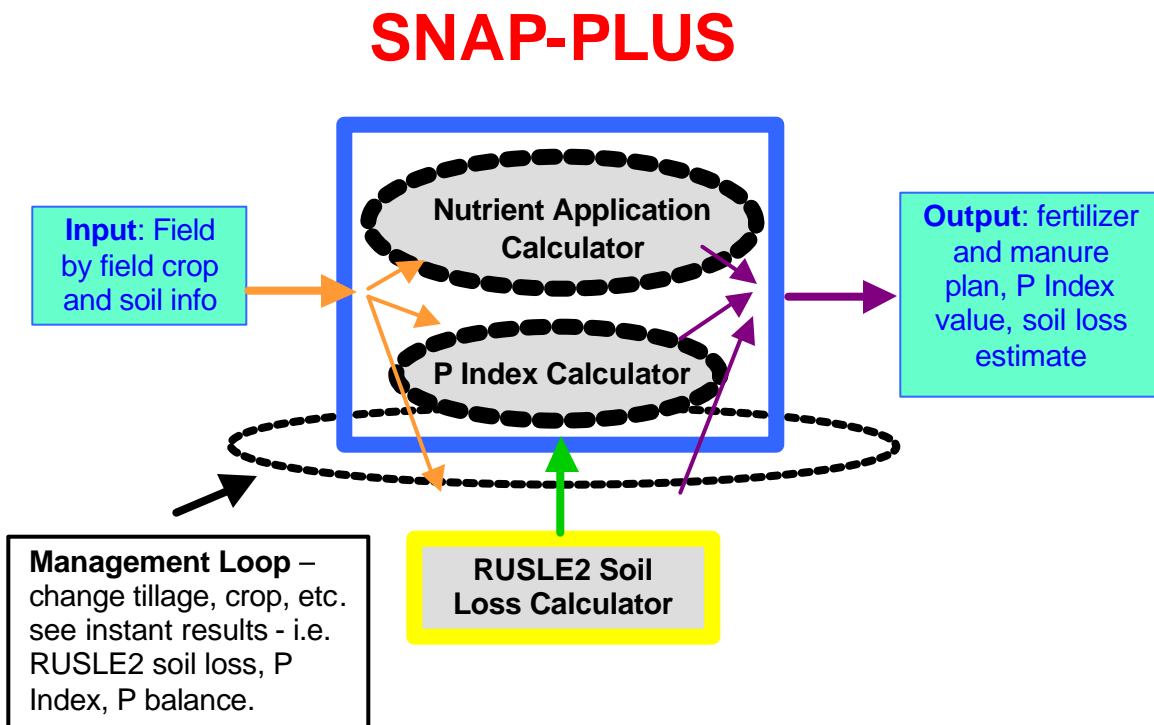 SNAP-PLUS
Input: Field
by field crop
and soil info
Nutrient Application
Calculator
P Index Calculator
Output: fertilizer
and manure
plan, P Index
value, soil loss
estimate
Management Loop –
change tillage, crop, etc.
see instant results - i.e.
RUSLE2 soil loss, P
Index, P balance.
RUSLE2 Soil
Loss Calculator